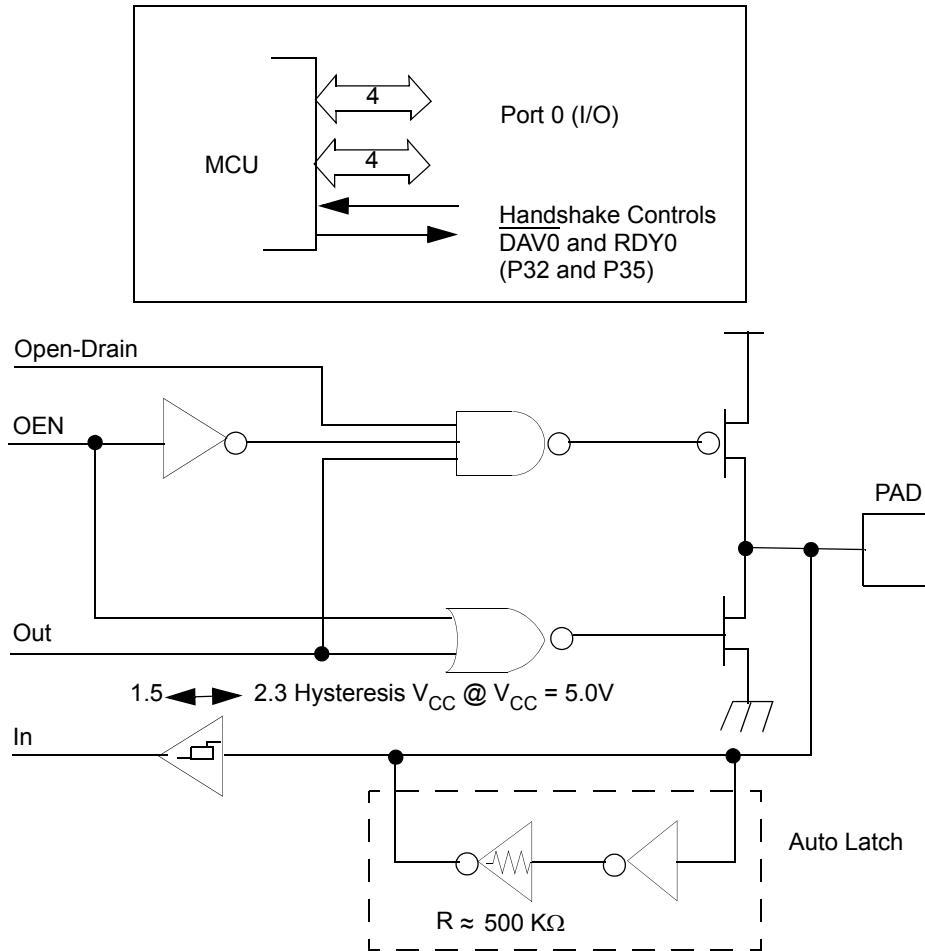 4
Port 0 (I/O)
MCU
4
Handshake Controls
D̅A̅V̅0̅ and RDY0
(P32 and P35)
Open-Drain
OEN
PAD
Out
1.5 2.3 Hysteresis V_CC @ V_CC = 5.0V
In
Auto Latch
R ≈ 500 KΩ